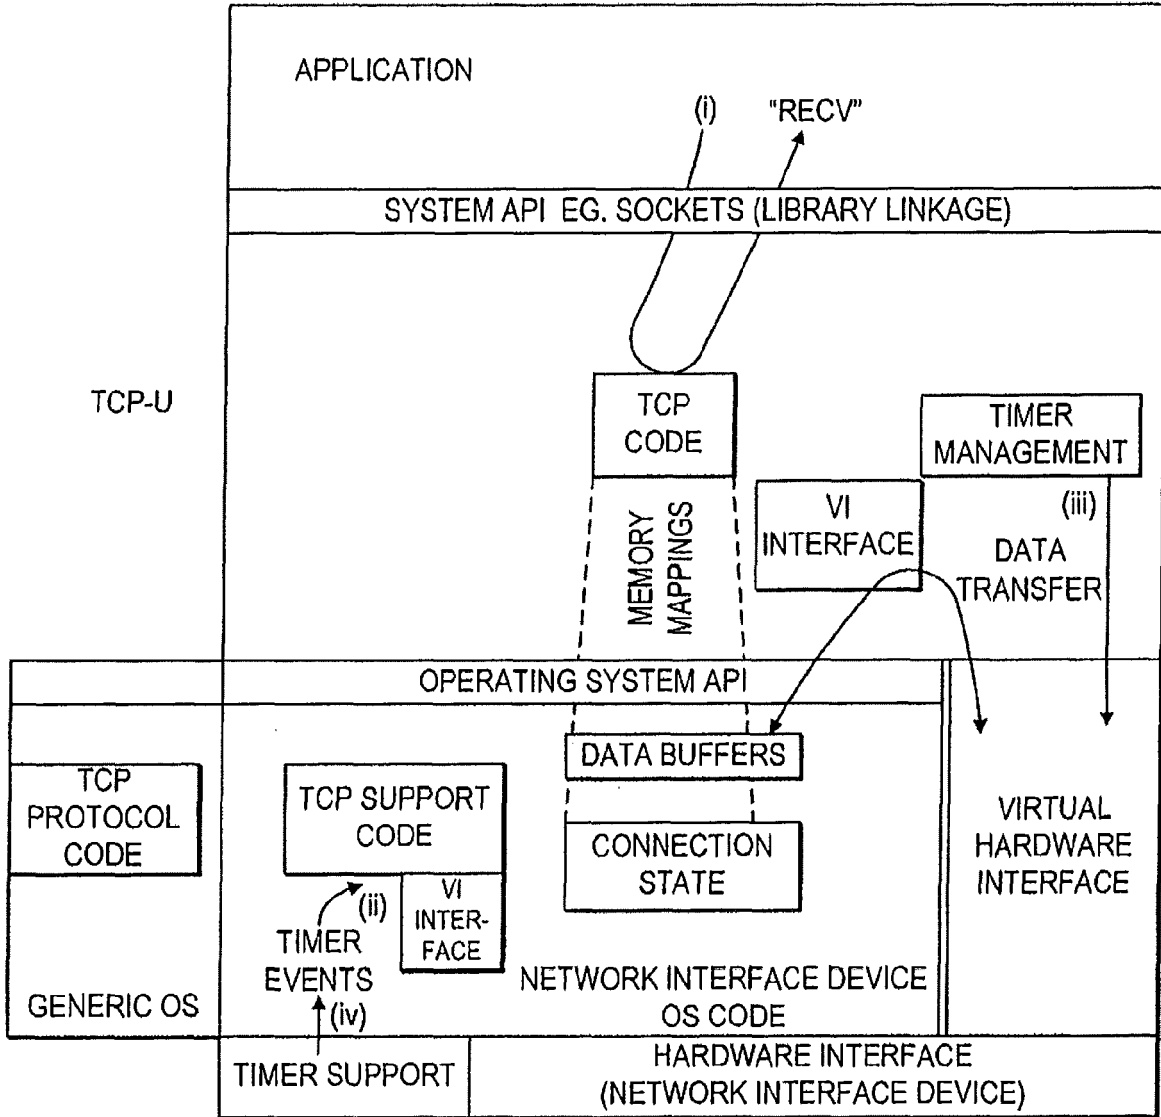 APPLICATION
(i)
"RECV"
SYSTEM API EG. SOCKETS (LIBRARY LINKAGE)
TCP-U
TCP
CODE
TIMER
MANAGEMENT
MEMORY
MAPPINGS
VI
INTERFACE
(iii)
DATA
TRANSFER
OPERATING SYSTEM API
DATA BUFFERS
TCP
PROTOCOL
CODE
TCP SUPPORT
CODE
CONNECTION
STATE
VIRTUAL
HARDWARE
INTERFACE
(ii)
VI
INTER-
FACE
TIMER
EVENTS
(iv)
GENERIC OS
NETWORK INTERFACE DEVICE
OS CODE
TIMER SUPPORT
HARDWARE INTERFACE
(NETWORK INTERFACE DEVICE)